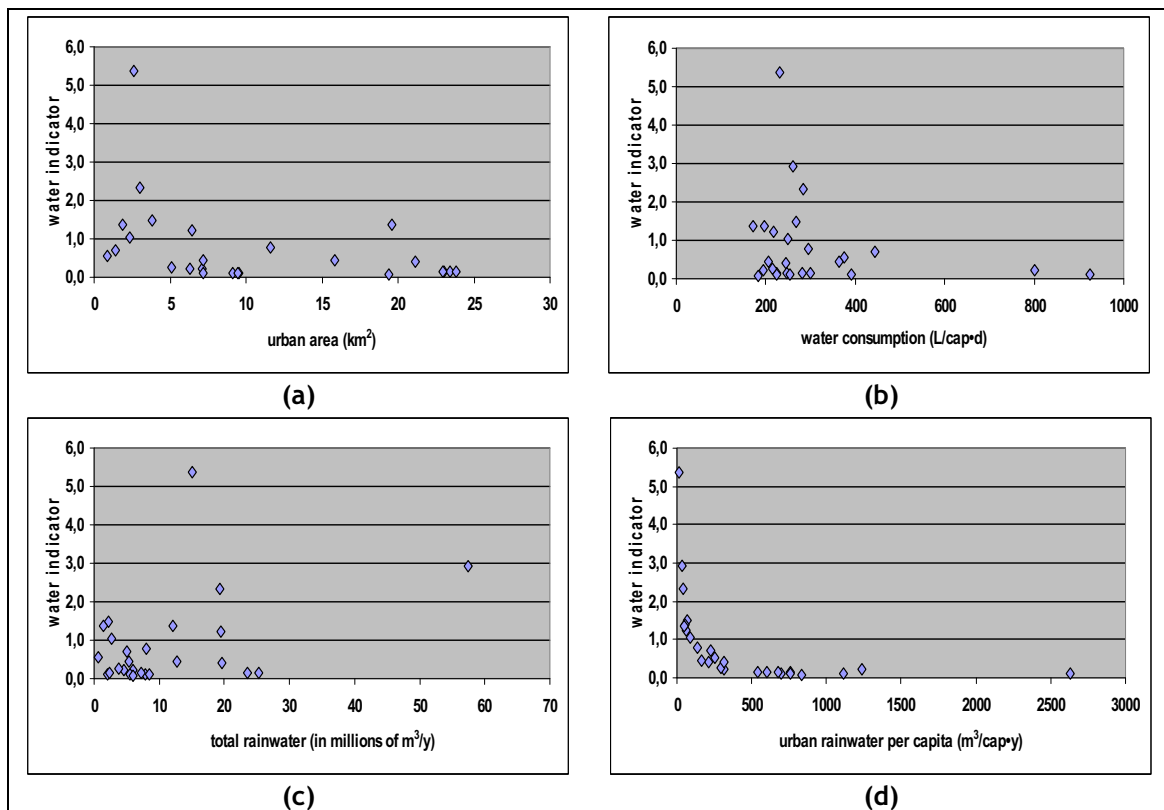 6,0
5,0
4,0
3,0
2,0
1,0
0,0
water indicator
0 5 10 15 20 25 30
urban area (km²)
(a)
6,0
5,0
4,0
3,0
2,0
1,0
0,0
water indicator
0 200 400 600 800 1000
water consumption (L/cap•d)
(b)
6,0
5,0
4,0
3,0
2,0
1,0
0,0
water indicator
0 10 20 30 40 50 60 70
total rainwater (in millions of m³/y)
(c)
6,0
5,0
4,0
3,0
2,0
1,0
0,0
water indicator
0 500 1000 1500 2000 2500 3000
urban rainwater per capita (m³/cap•y)
(d)